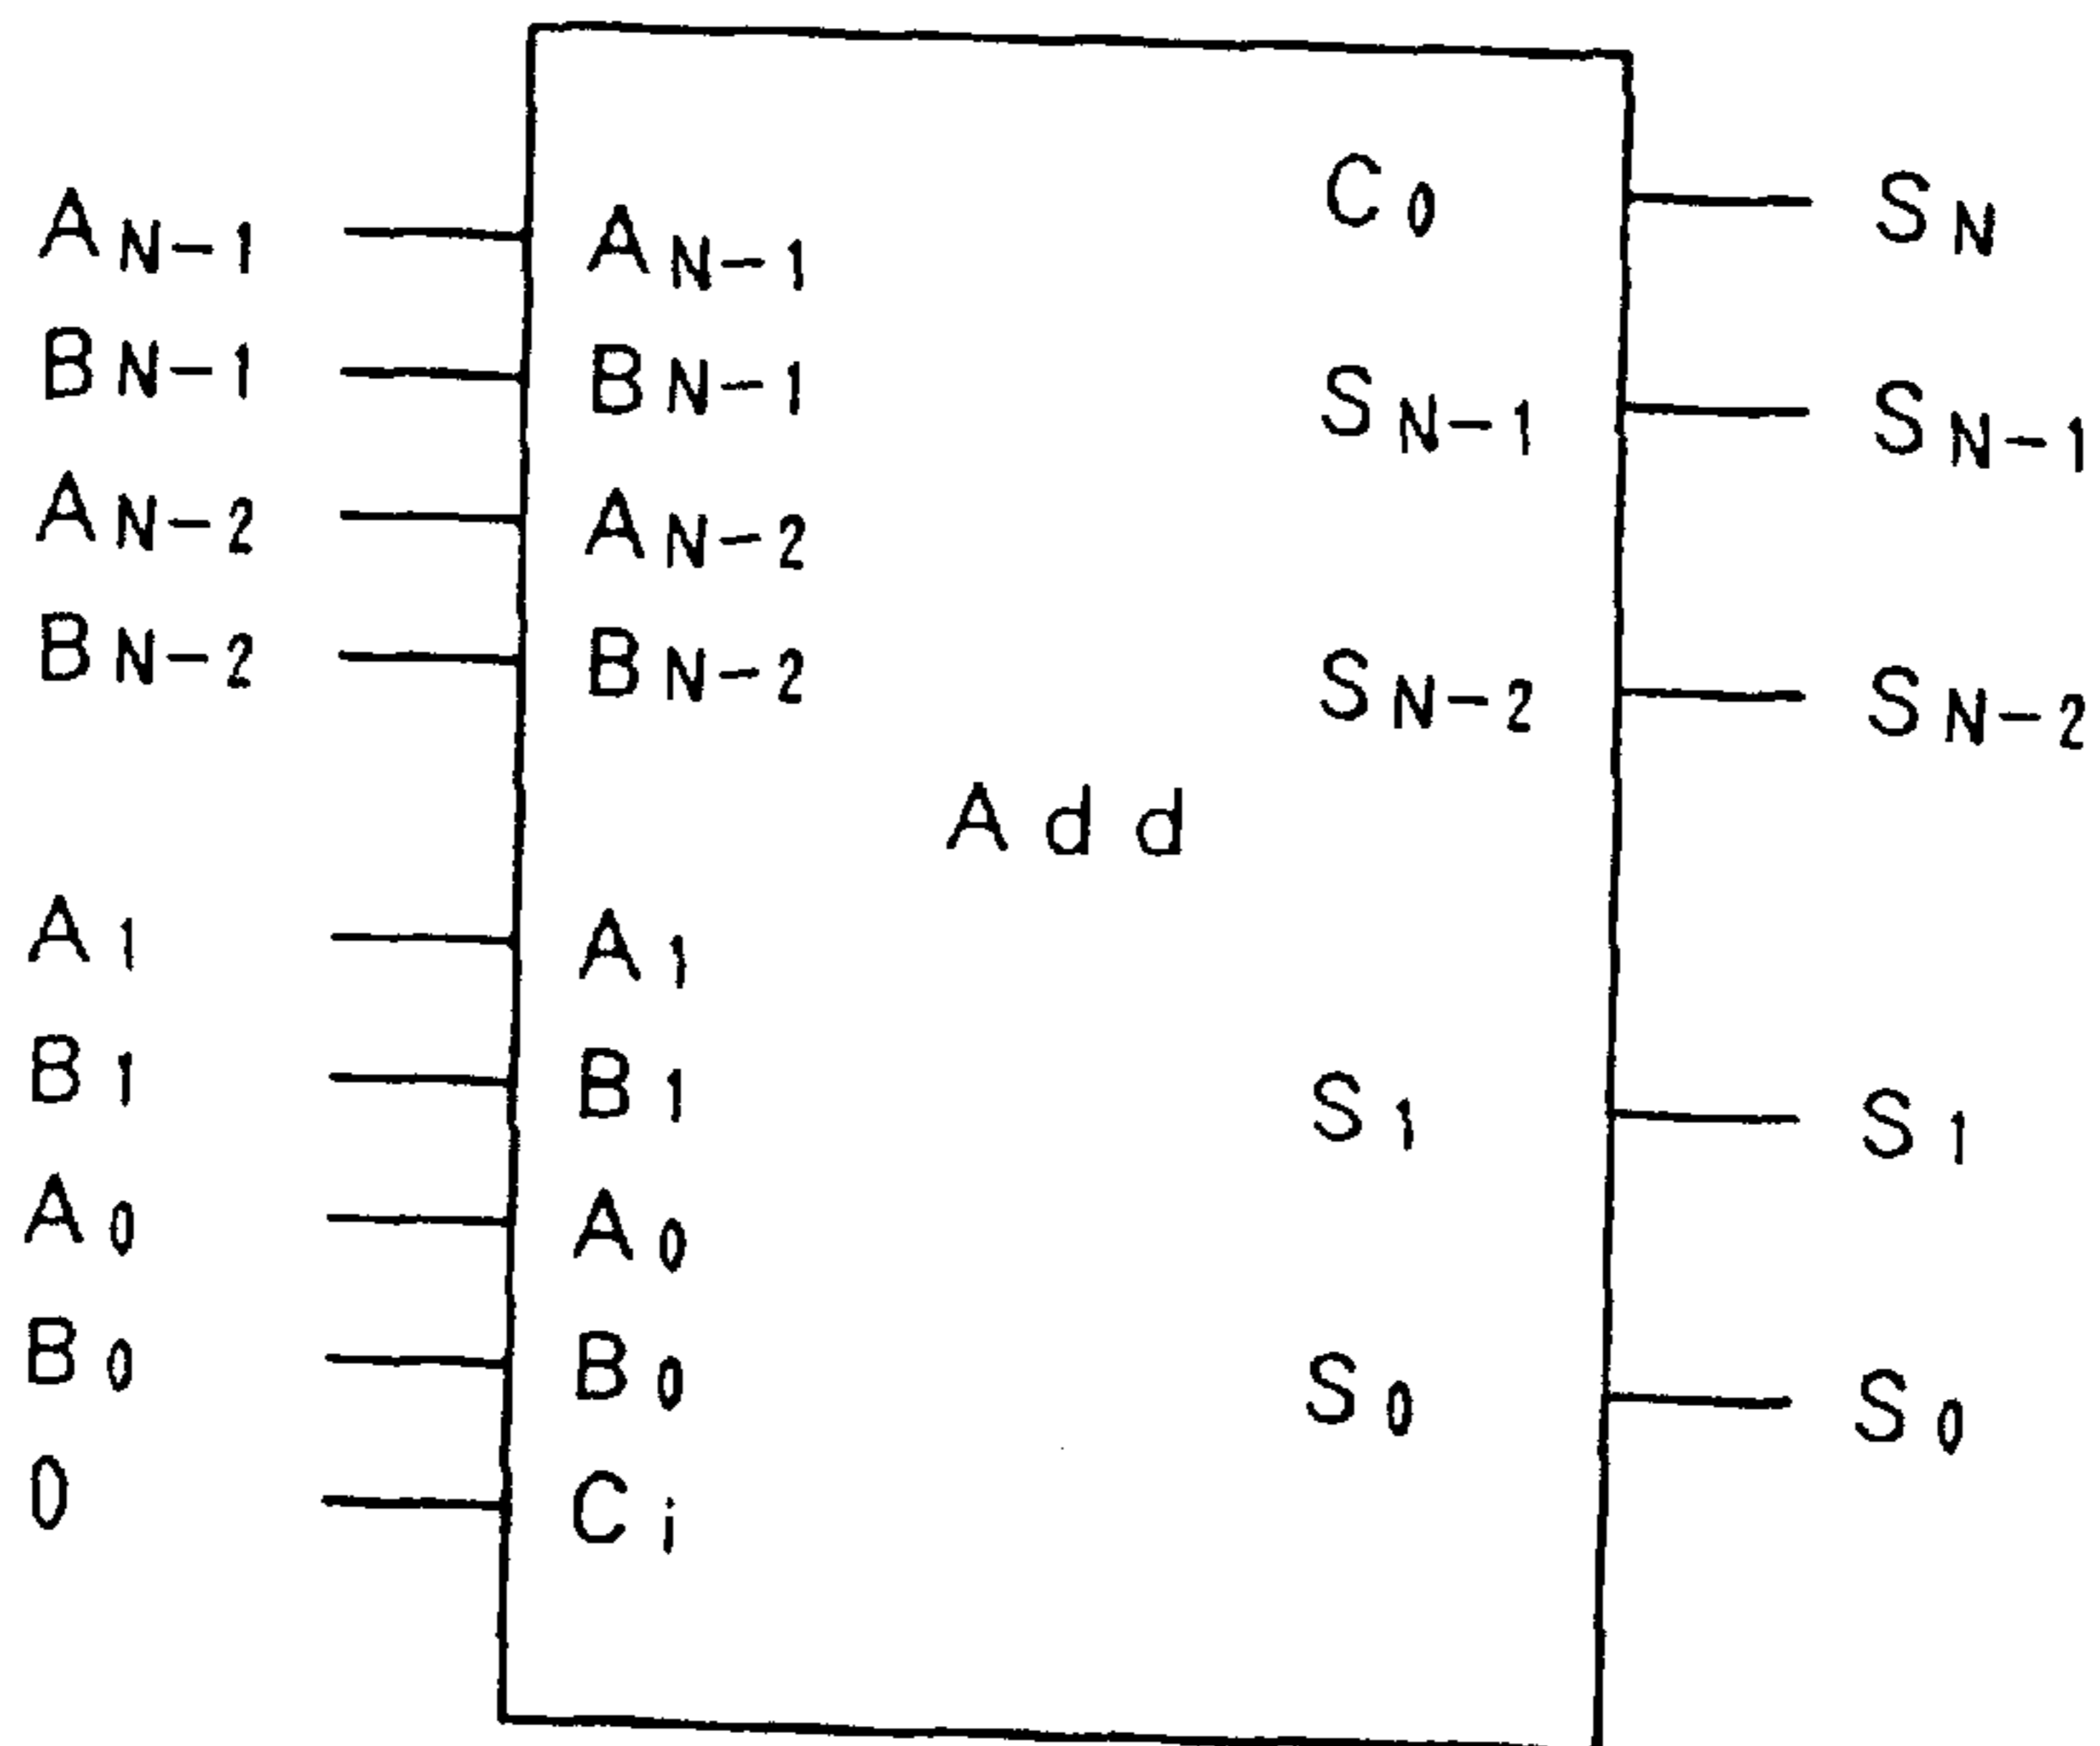 A N-1 A N-1 C 0 S N
B N-1 B N-1 S N-1 S N-1
A N-2 A N-2
B N-2 B N-2 S N-2 S N-2
Add
A 1 A 1
B 1 B 1 S 1 S 1
A 0 A 0
B 0 B 0 S 0 S 0
0 C i